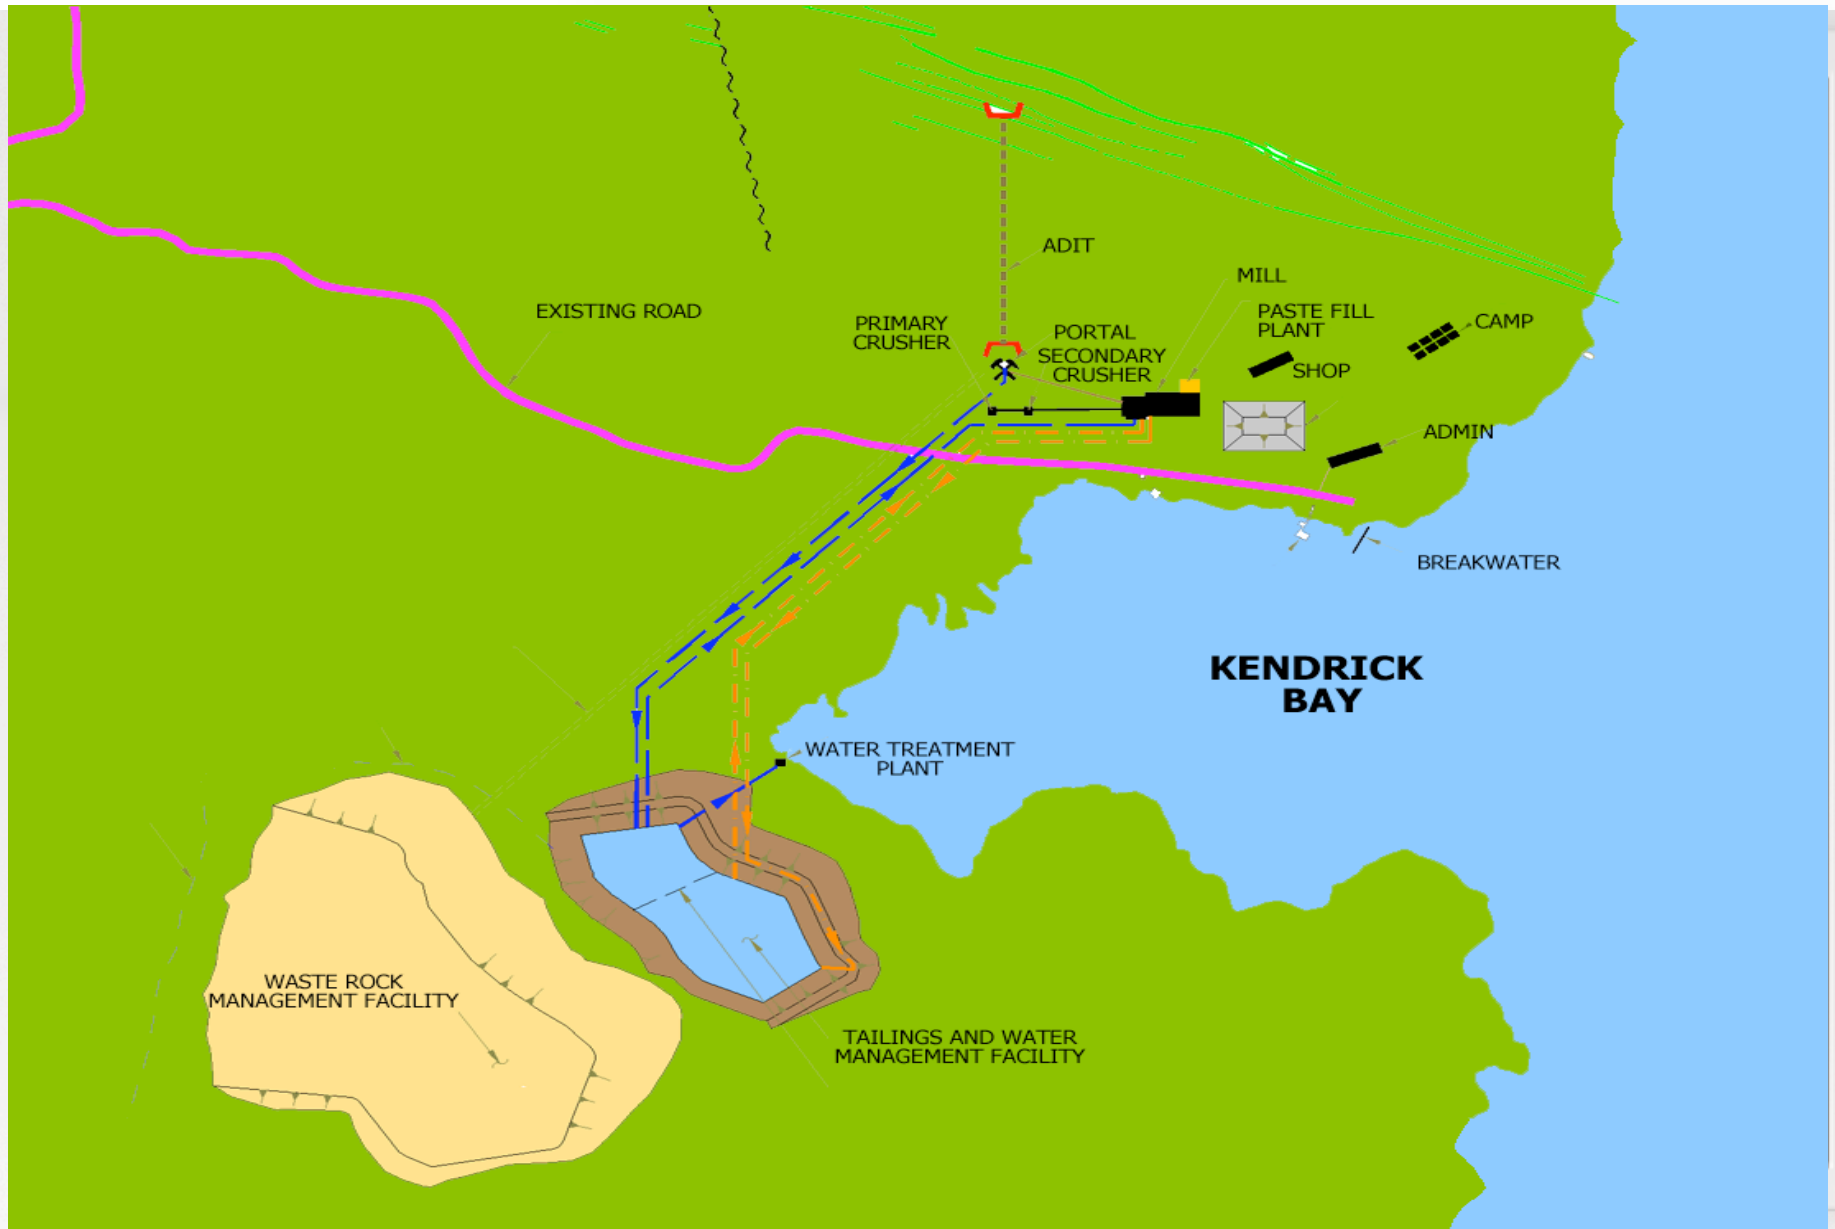 ADIT
MILL
EXISTING ROAD
PASTE FILL
PLANT
PRIMARY
CRUSHER
PORTAL
SECONDARY
CRUSHER
CAMP
SHOP
ADMIN
BREAKWATER
KENDRICK
BAY
WATER TREATMENT
PLANT
WASTE ROCK
MANAGEMENT FACILITY
TAILINGS AND WATER
MANAGEMENT FACILITY